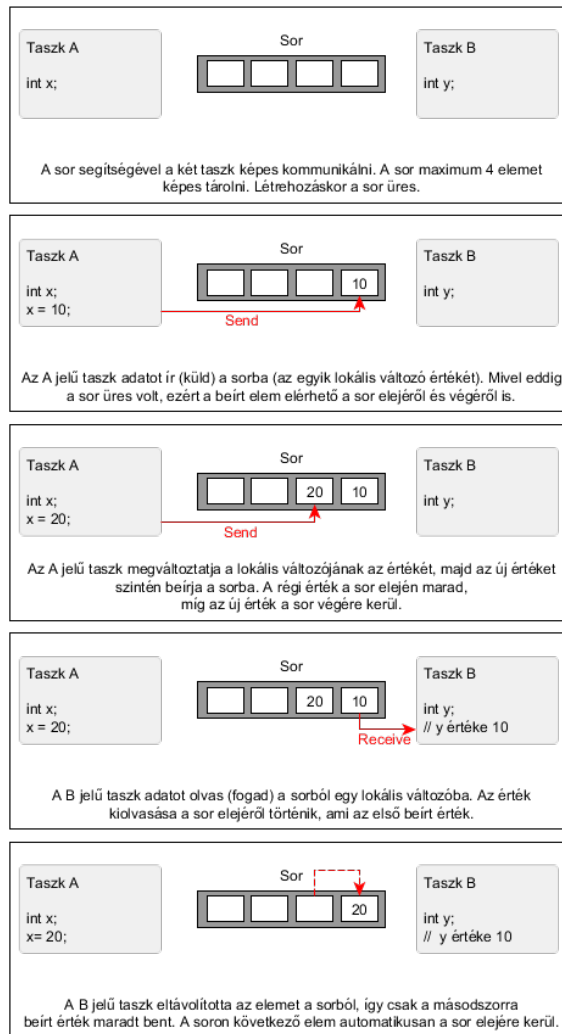 Taszk A
Sor
Taszk B
int x;
int y;
A sor segítségével a két taszk képes kommunikálni. A sor maximum 4 elemet
képes tárolni. Létrehozáskor a sor üres.
Taszk A
Sor
Taszk B
int x;
10
int y;
x = 10;
Send
Az A jelű taszk adatot ír (küld) a sorba (az egyik lokális változó értékét). Mivel eddig
a sor üres volt, ezért a beírt elem elérhető a sor elejéről és végéről is.
Taszk A
Sor
Taszk B
int x;
20 10
int y;
x = 20;
Send
Az A jelű taszk megváltoztatja a lokális változójának az értékét, majd az új értéket
szintén beírja a sorba. A régi érték a sor elején marad,
míg az új érték a sor végére kerül.
Taszk A
Sor
Taszk B
int x;
20 10
int y;
x = 20;
// y értéke 10
Receive
A B jelű taszk adatot olvas (fogad) a sorból egy lokális változóba. Az érték
kiolvasása a sor elejéről történik, ami az első beírt érték.
Taszk A
Sor
Taszk B
int x;
20
int y;
x= 20;
// y értéke 10
A B jelű taszk eltávolította az elemet a sorból, így csak a másodszorra
beírt érték maradt bent. A soron következő elem automatikusan a sor elejére kerül.